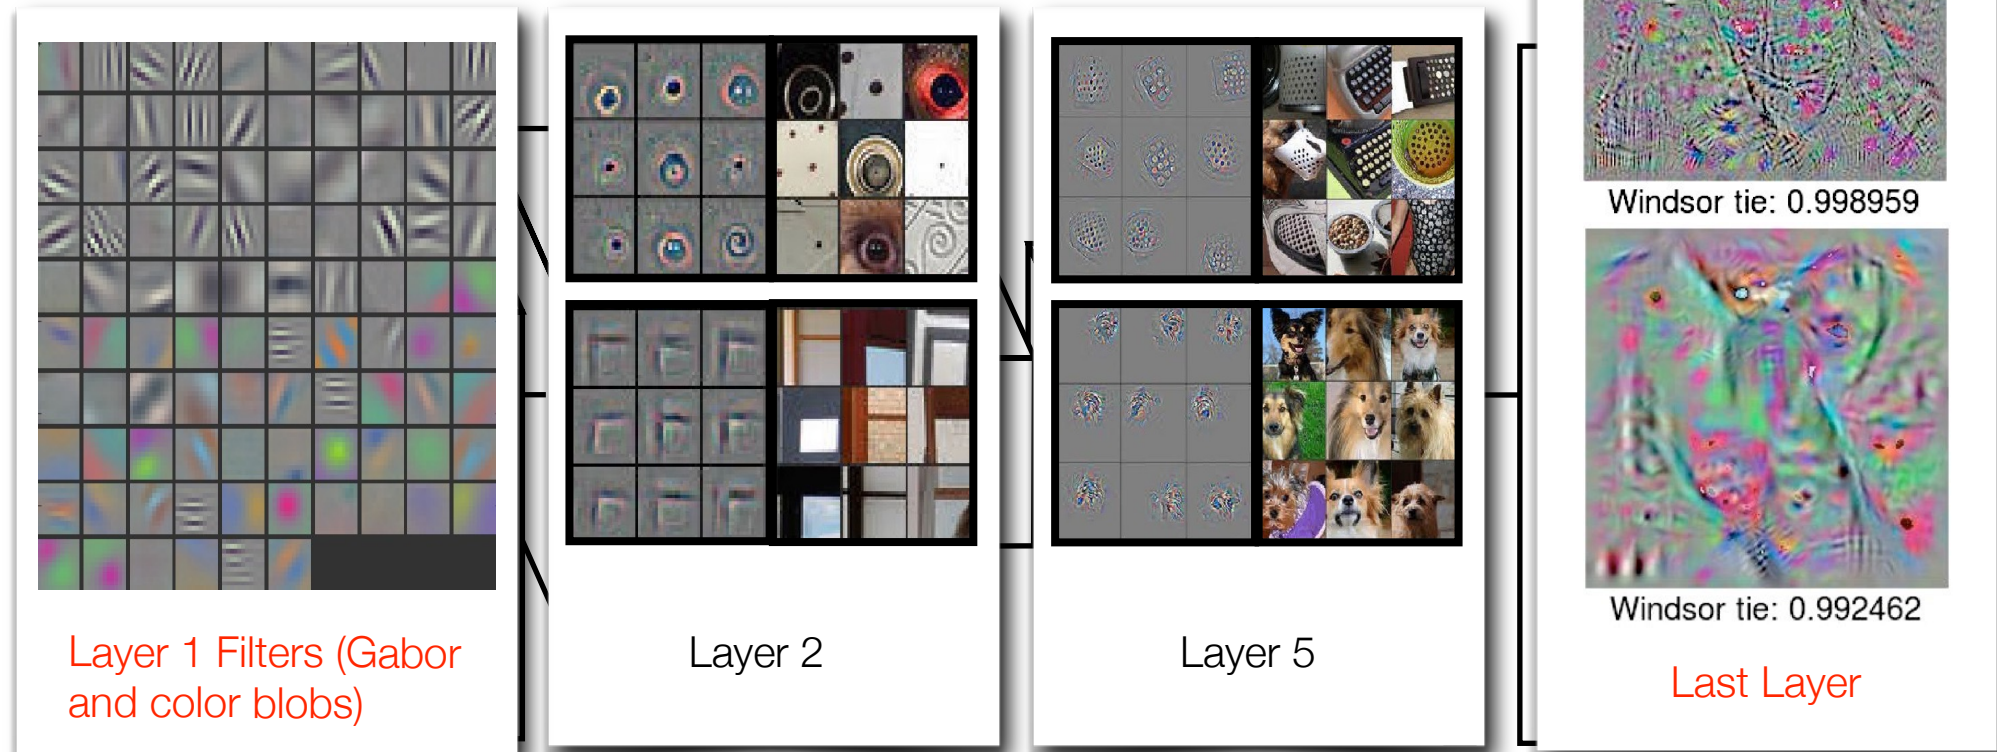 Layer 1 Filters (Gabor
and color blobs)
Layer 2
Layer 5
Windsor tie: 0.998959
Windsor tie: 0.992462
Last Layer